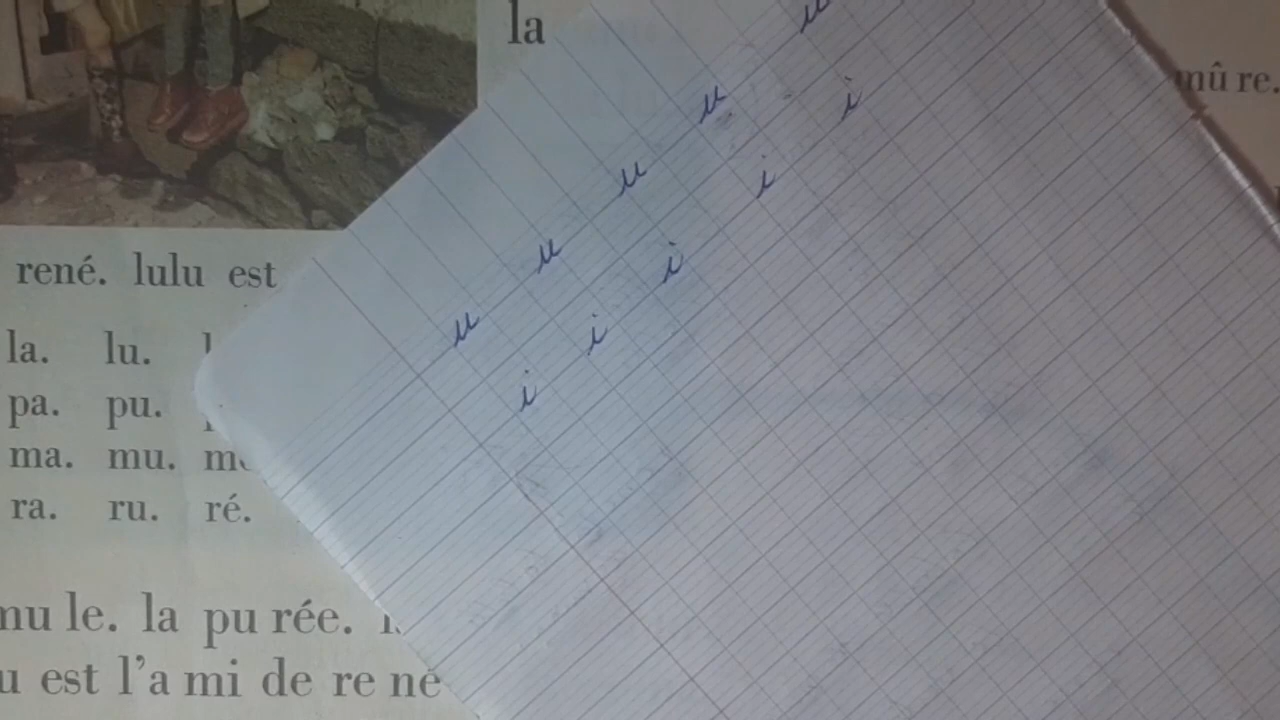 la
mû re.
rené. lulu est
la. lu.
pa. pu.
ma. mu.
ra. ru. ré.
mu le. la pu rée.
u est l'a mi de re né
u u u u u
i i i i i